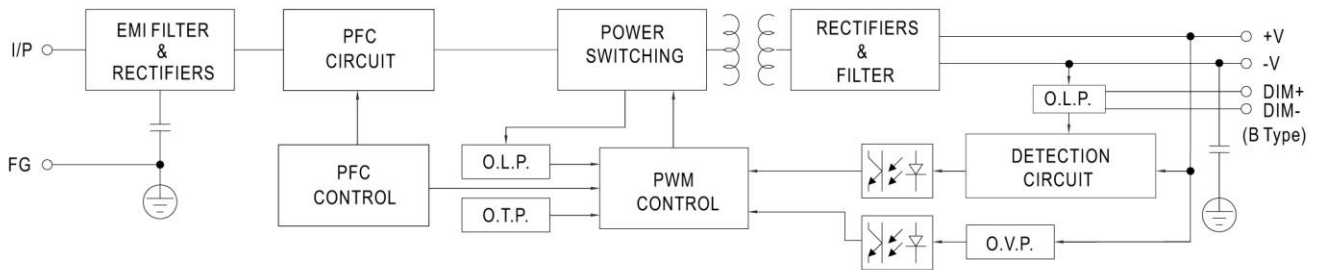 I/P
EMI FILTER
&
RECTIFIERS
PFC
CIRCUIT
POWER
SWITCHING
RECTIFIERS
&
FILTER
+V
-V
DIM+
DIM-
(B Type)
O.L.P.
FG
PFC
CONTROL
O.L.P.
O.T.P.
PWM
CONTROL
DETECTION
CIRCUIT
O.V.P.